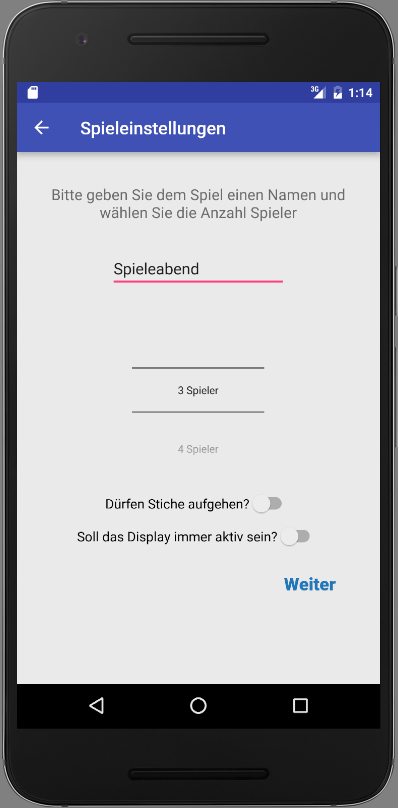 3G 1:14
Spieleinstellungen
Bitte geben Sie dem Spiel einen Namen und
wählen Sie die Anzahl Spieler
Spieleabend
3 Spieler
4 Spieler
Dürfen Stiche aufgehen?
Soll das Display immer aktiv sein?
Weiter